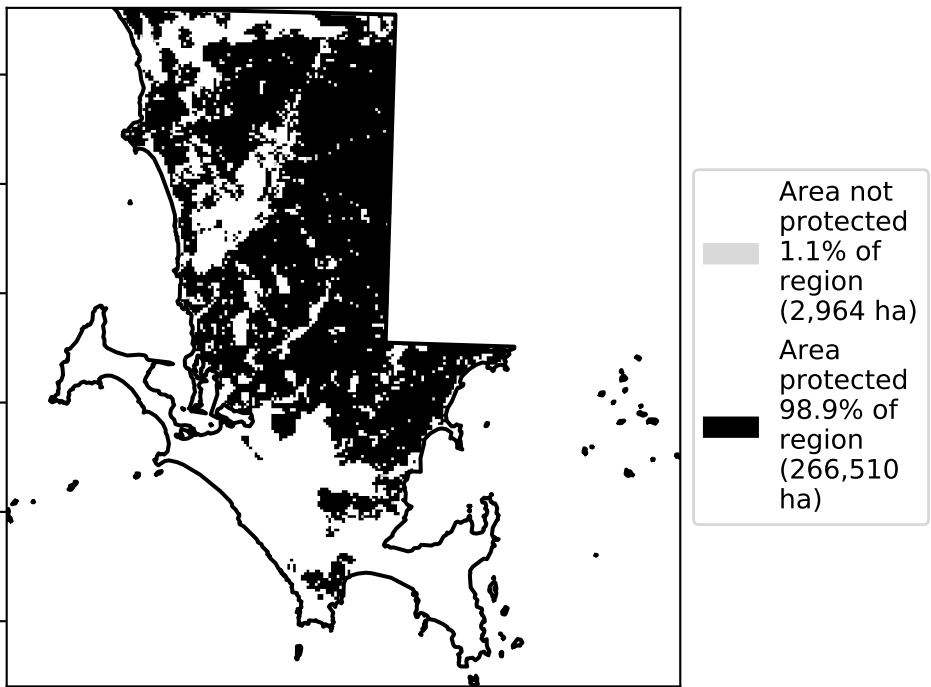 Area not
protected
1.1% of
region
(2,964 ha)
Area
protected
98.9% of
region
(266,510
ha)